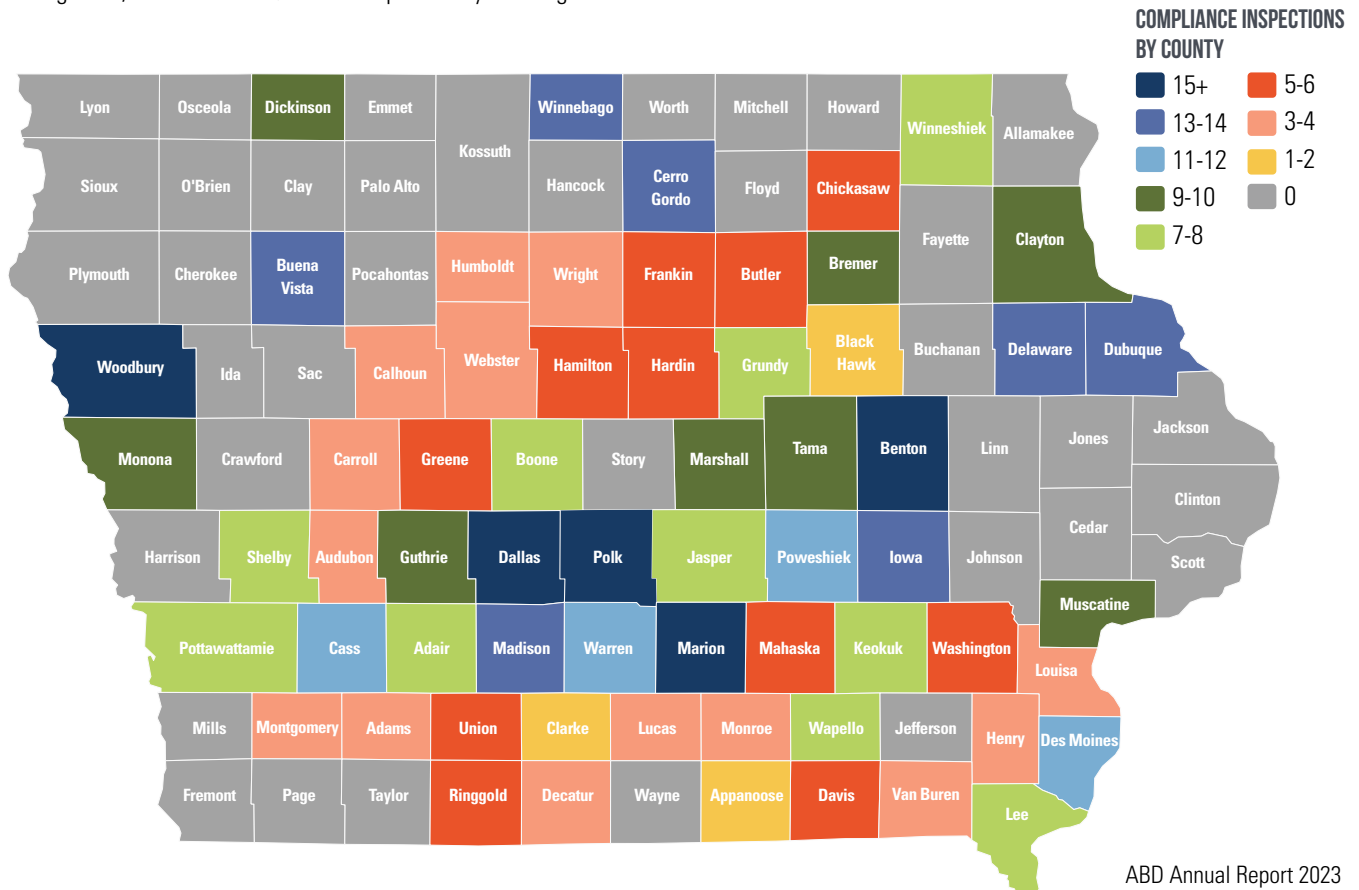 COMPLIANCE INSPECTIONS
BY COUNTY
15+
13-14
11-12
9-10
7-8
5-6
3-4
1-2
0
Lyon
Osceola
Dickinson
Emmet
Kossuth
Winnebago
Worth
Mitchell
Howard
Winneshiek
Allamakee
Sioux
O'Brien
Clay
Palo Alto
Hancock
Cerro
Gordo
Floyd
Chickasaw
Fayette
Clayton
Plymouth
Cherokee
Buena
Vista
Pocahontas
Humboldt
Wright
Frankin
Butler
Bremer
Woodbury
Ida
Sac
Calhoun
Webster
Hamilton
Hardin
Grundy
Black
Hawk
Buchanan
Delaware
Dubuque
Monona
Crawford
Carroll
Greene
Boone
Story
Marshall
Tama
Benton
Linn
Jones
Jackson
Clinton
Harrison
Shelby
Audubon
Guthrie
Dallas
Polk
Jasper
Poweshiek
Iowa
Johnson
Cedar
Scott
Muscatine
Pottawattamie
Cass
Adair
Madison
Warren
Marion
Mahaska
Keokuk
Washington
Louisa
Mills
Montgomery
Adams
Union
Clarke
Lucas
Monroe
Wapello
Jefferson
Henry
Des Moines
Fremont
Page
Taylor
Ringgold
Decatur
Wayne
Appanoose
Davis
Van Buren
Lee
ABD Annual Report 2023